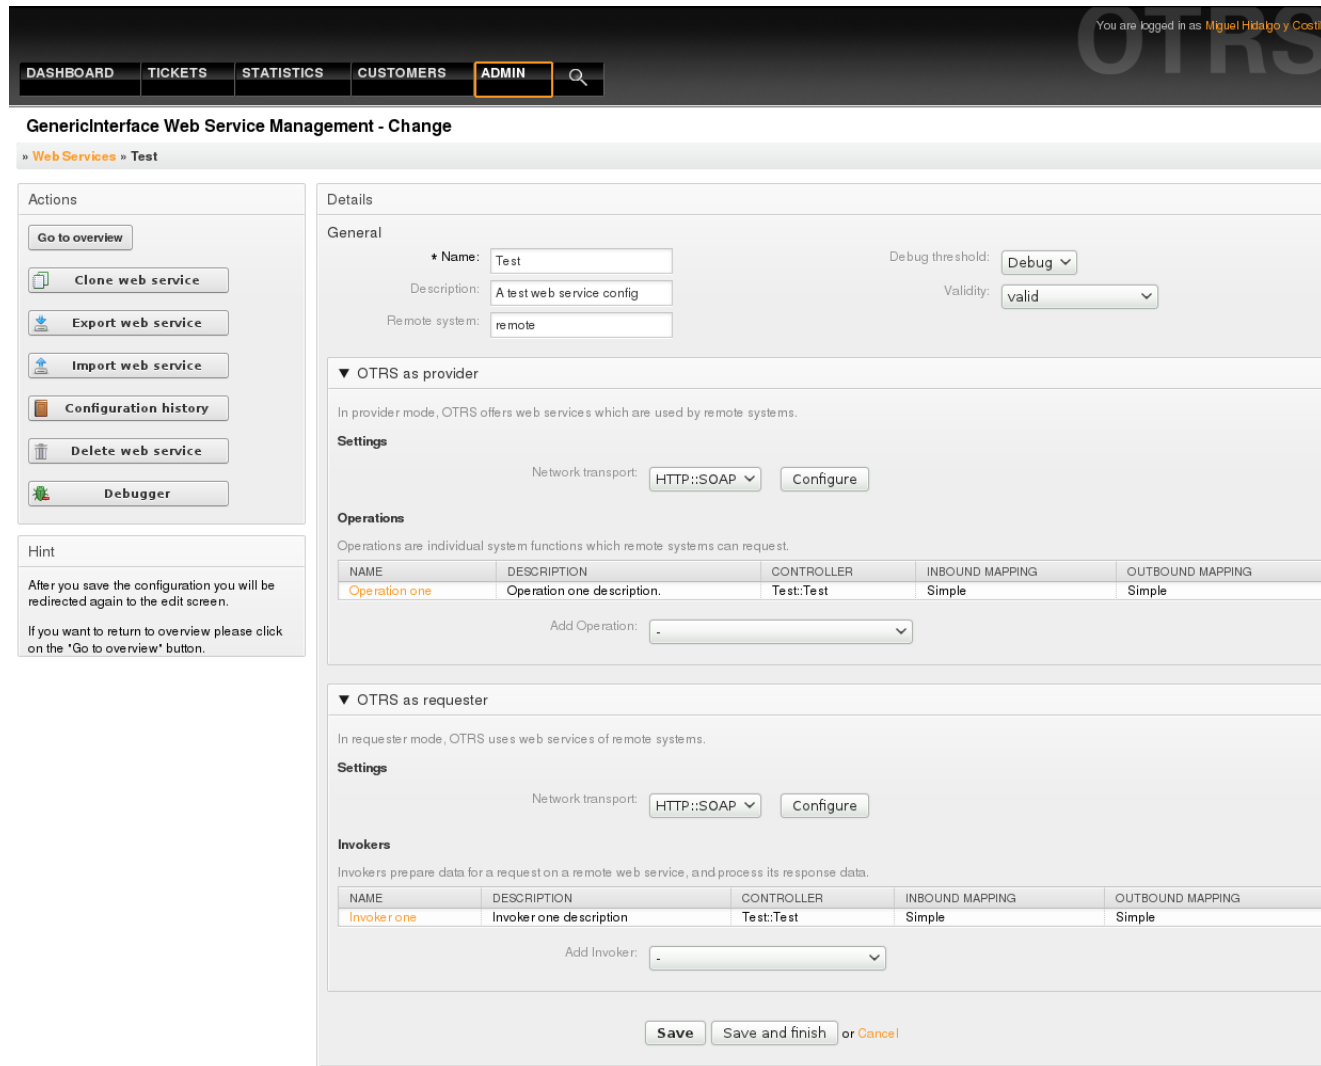 OTRS
You are logged in as Miguel Hidalgo y Costil
DASHBOARD TICKETS STATISTICS CUSTOMERS ADMIN
GenericInterface Web Service Management - Change
» Web Services » Test
Actions
Go to overview
Clone web service
Export web service
Import web service
Configuration history
Delete web service
Debugger
Hint
After you save the configuration you will be
redirected again to the edit screen.
If you want to return to overview please click
on the "Go to overview" button.
Details
General
* Name: Test
Debug threshold: Debug
Description: A test web service config
Validity: valid
Remote system: remote
▼ OTRS as provider
In provider mode, OTRS offers web services which are used by remote systems.
Settings
Network transport: HTTP::SOAP Configure
Operations
Operations are individual system functions which remote systems can request.
NAME DESCRIPTION CONTROLLER INBOUND MAPPING OUTBOUND MAPPING
Operation one Operation one description. Test::Test Simple Simple
Add Operation: -
▼ OTRS as requester
In requester mode, OTRS uses web services of remote systems.
Settings
Network transport: HTTP::SOAP Configure
Invokers
Invokers prepare data for a request on a remote web service, and process its response data.
NAME DESCRIPTION CONTROLLER INBOUND MAPPING OUTBOUND MAPPING
Invoker one Invoker one description Test::Test Simple Simple
Add Invoker: -
Save Save and finish or Cancel